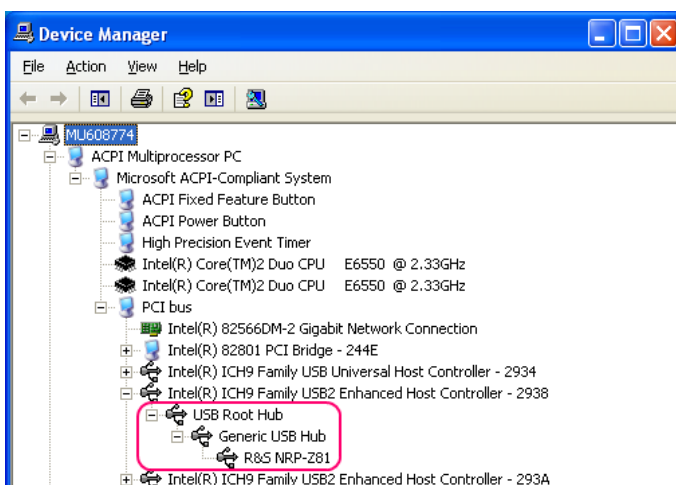 Device Manager
File Action View Help
MU608774
ACPI Multiprocessor PC
Microsoft ACPI-Compliant System
ACPI Fixed Feature Button
ACPI Power Button
High Precision Event Timer
Intel(R) Core(TM)2 Duo CPU E6550 @ 2.33GHz
Intel(R) Core(TM)2 Duo CPU E6550 @ 2.33GHz
PCI bus
Intel(R) 82566DM-2 Gigabit Network Connection
Intel(R) 82801 PCI Bridge - 244E
Intel(R) ICH9 Family USB Universal Host Controller - 2934
Intel(R) ICH9 Family USB2 Enhanced Host Controller - 2938
USB Root Hub
Generic USB Hub
R&S NRP-Z81
Intel(R) ICH9 Family USB2 Enhanced Host Controller - 293A